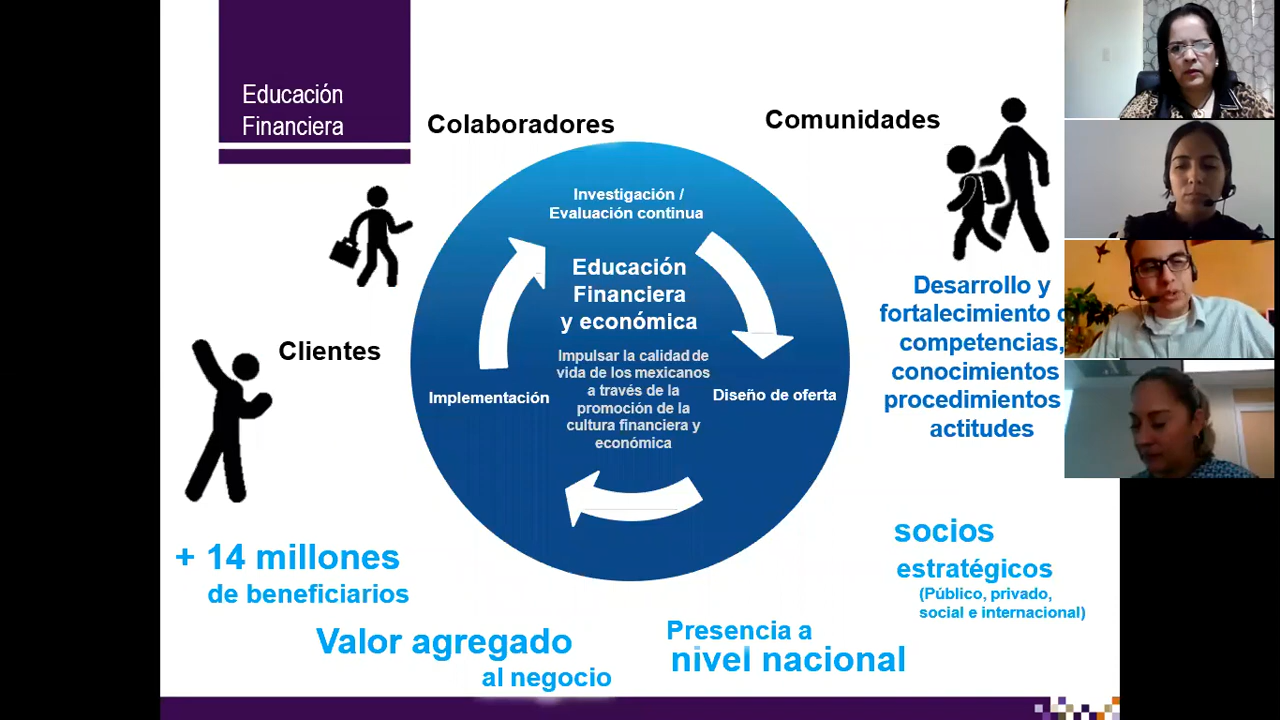 Educación
Financiera
Colaboradores
Comunidades
Investigación /
Evaluación continua
Educación
Financiera
y económica
Impulsar la calidad de
vida de los mexicanos
a través de la
promoción de la
cultura financiera y
económica
Implementación
Diseño de oferta
Clientes
Desarrollo y
fortalecimiento
competencias,
conocimientos
procedimientos
actitudes
+ 14 millones
de beneficiarios
Valor agregado
al negocio
Presencia a
nivel nacional
socios
estratégicos
(Público, privado,
social e internacional)